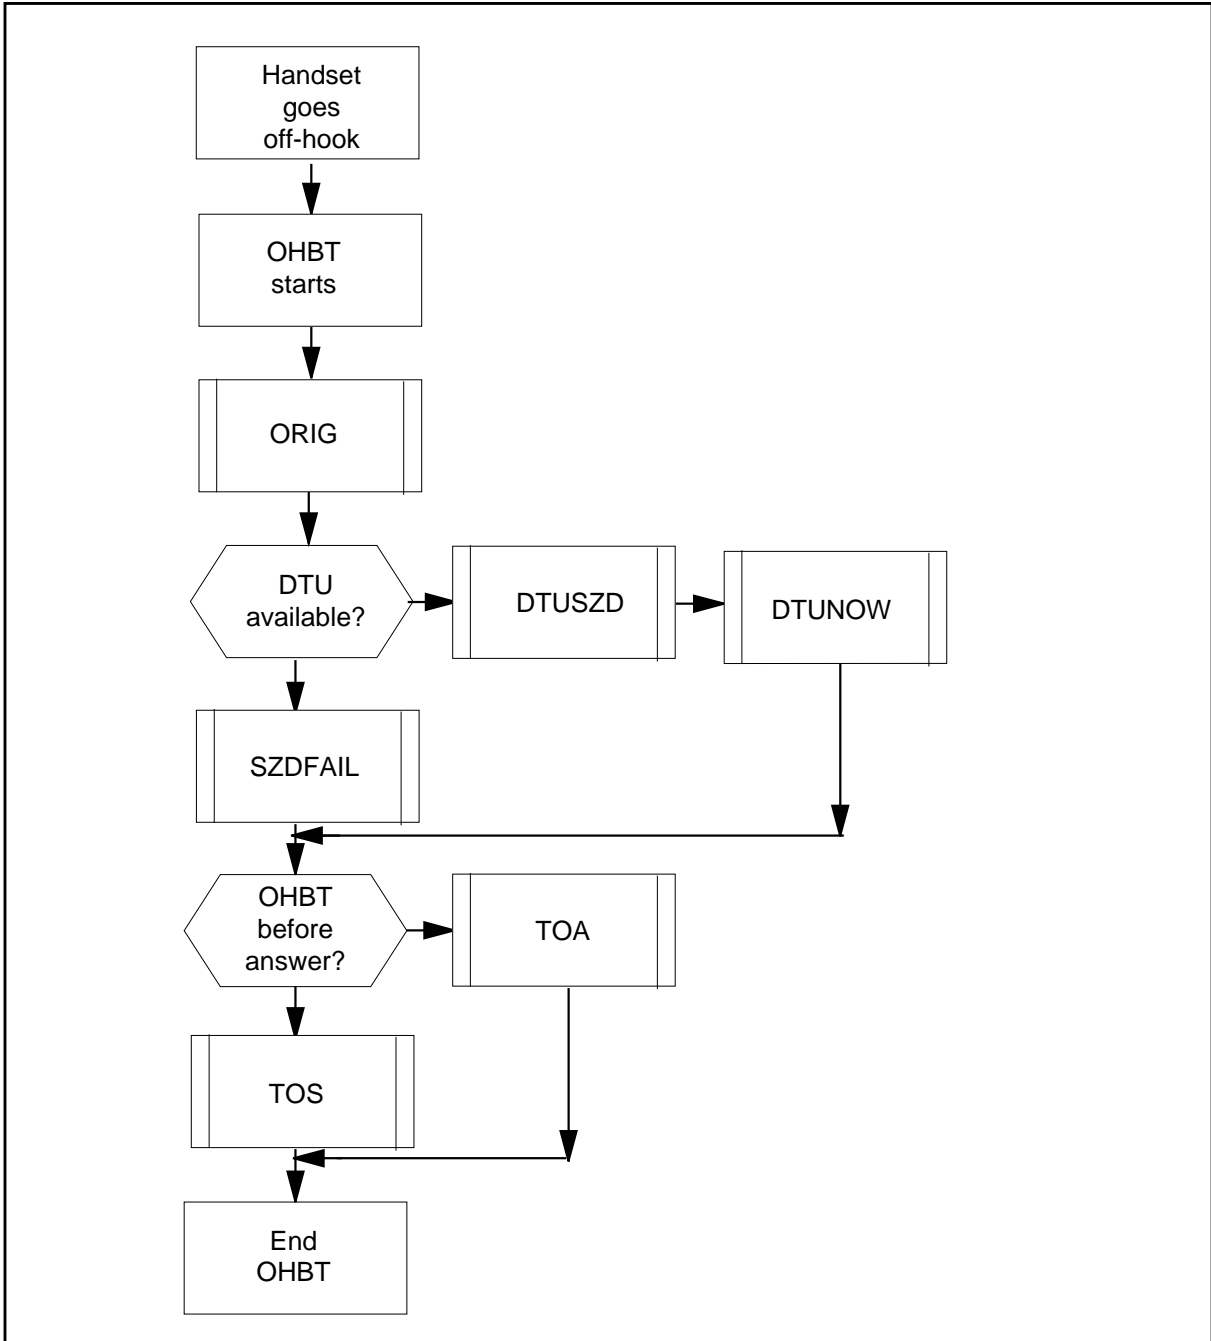 Handset
goes
off-hook
OHBT
starts
ORIG
DTU
available?
DTUSZD
DTUNOW
SZDFAIL
OHBT
before
answer?
TOA
TOS
End
OHBT